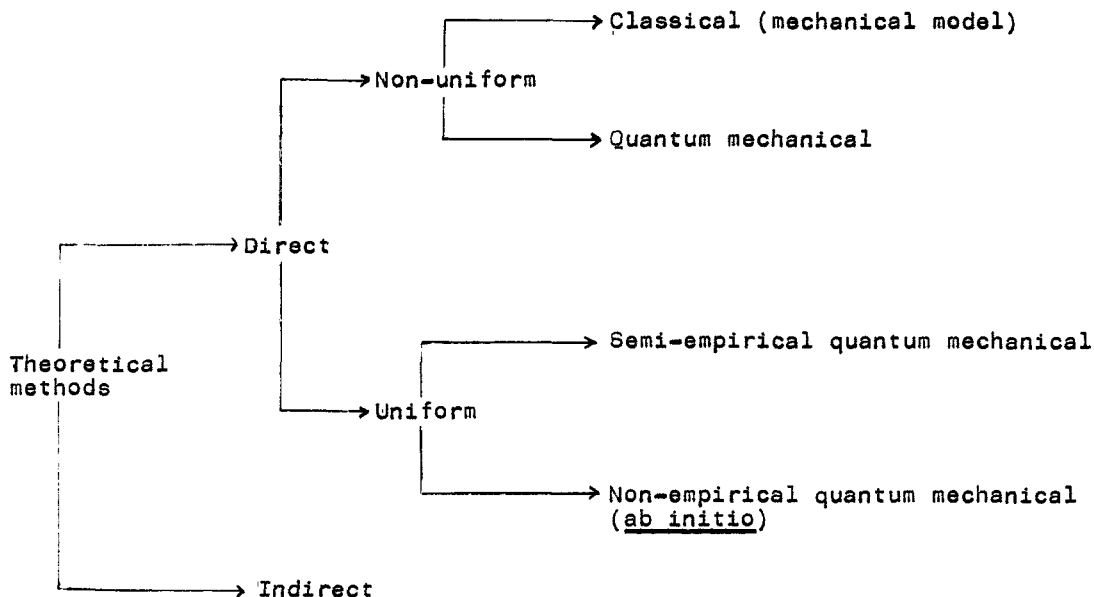 Classical (mechanical model)
Non-uniform
Quantum mechanical
Direct
Semi-empirical quantum mechanical
Theoretical
methods
Uniform
Non-empirical quantum mechanical
(ab initio)
Indirect